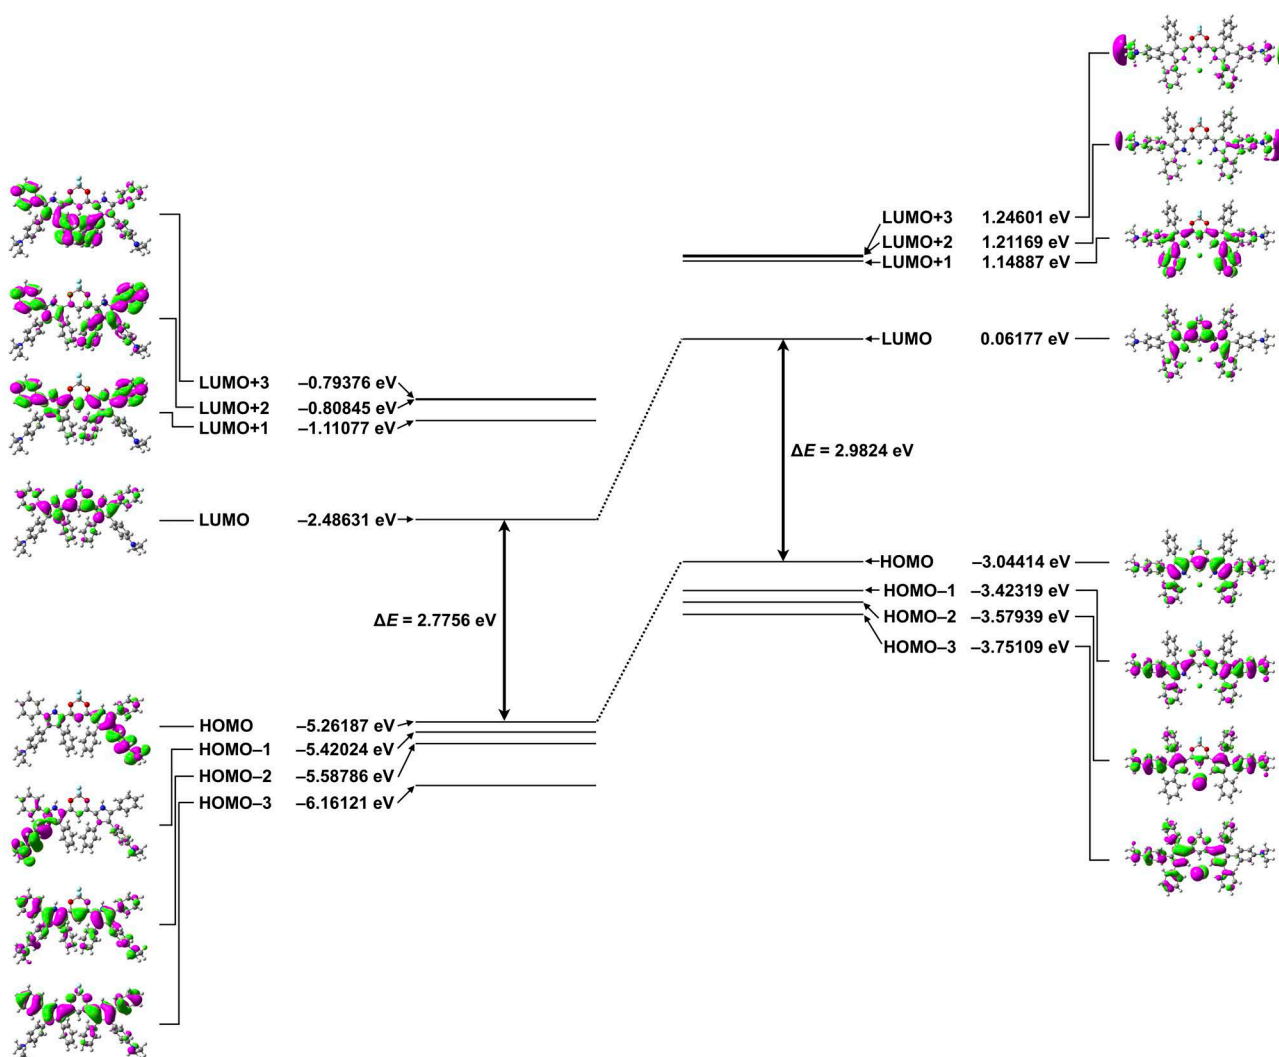 LUMO+3 –0.79376 eV
LUMO+2 –0.80845 eV
LUMO+1 –1.11077 eV
LUMO –2.48631 eV
ΔE = 2.7756 eV
HOMO –5.26187 eV
HOMO–1 –5.42024 eV
HOMO–2 –5.58786 eV
HOMO–3 –6.16121 eV
LUMO+3 1.24601 eV
LUMO+2 1.21169 eV
LUMO+1 1.14887 eV
LUMO 0.06177 eV
ΔE = 2.9824 eV
HOMO –3.04414 eV
HOMO–1 –3.42319 eV
HOMO–2 –3.57939 eV
HOMO–3 –3.75109 eV